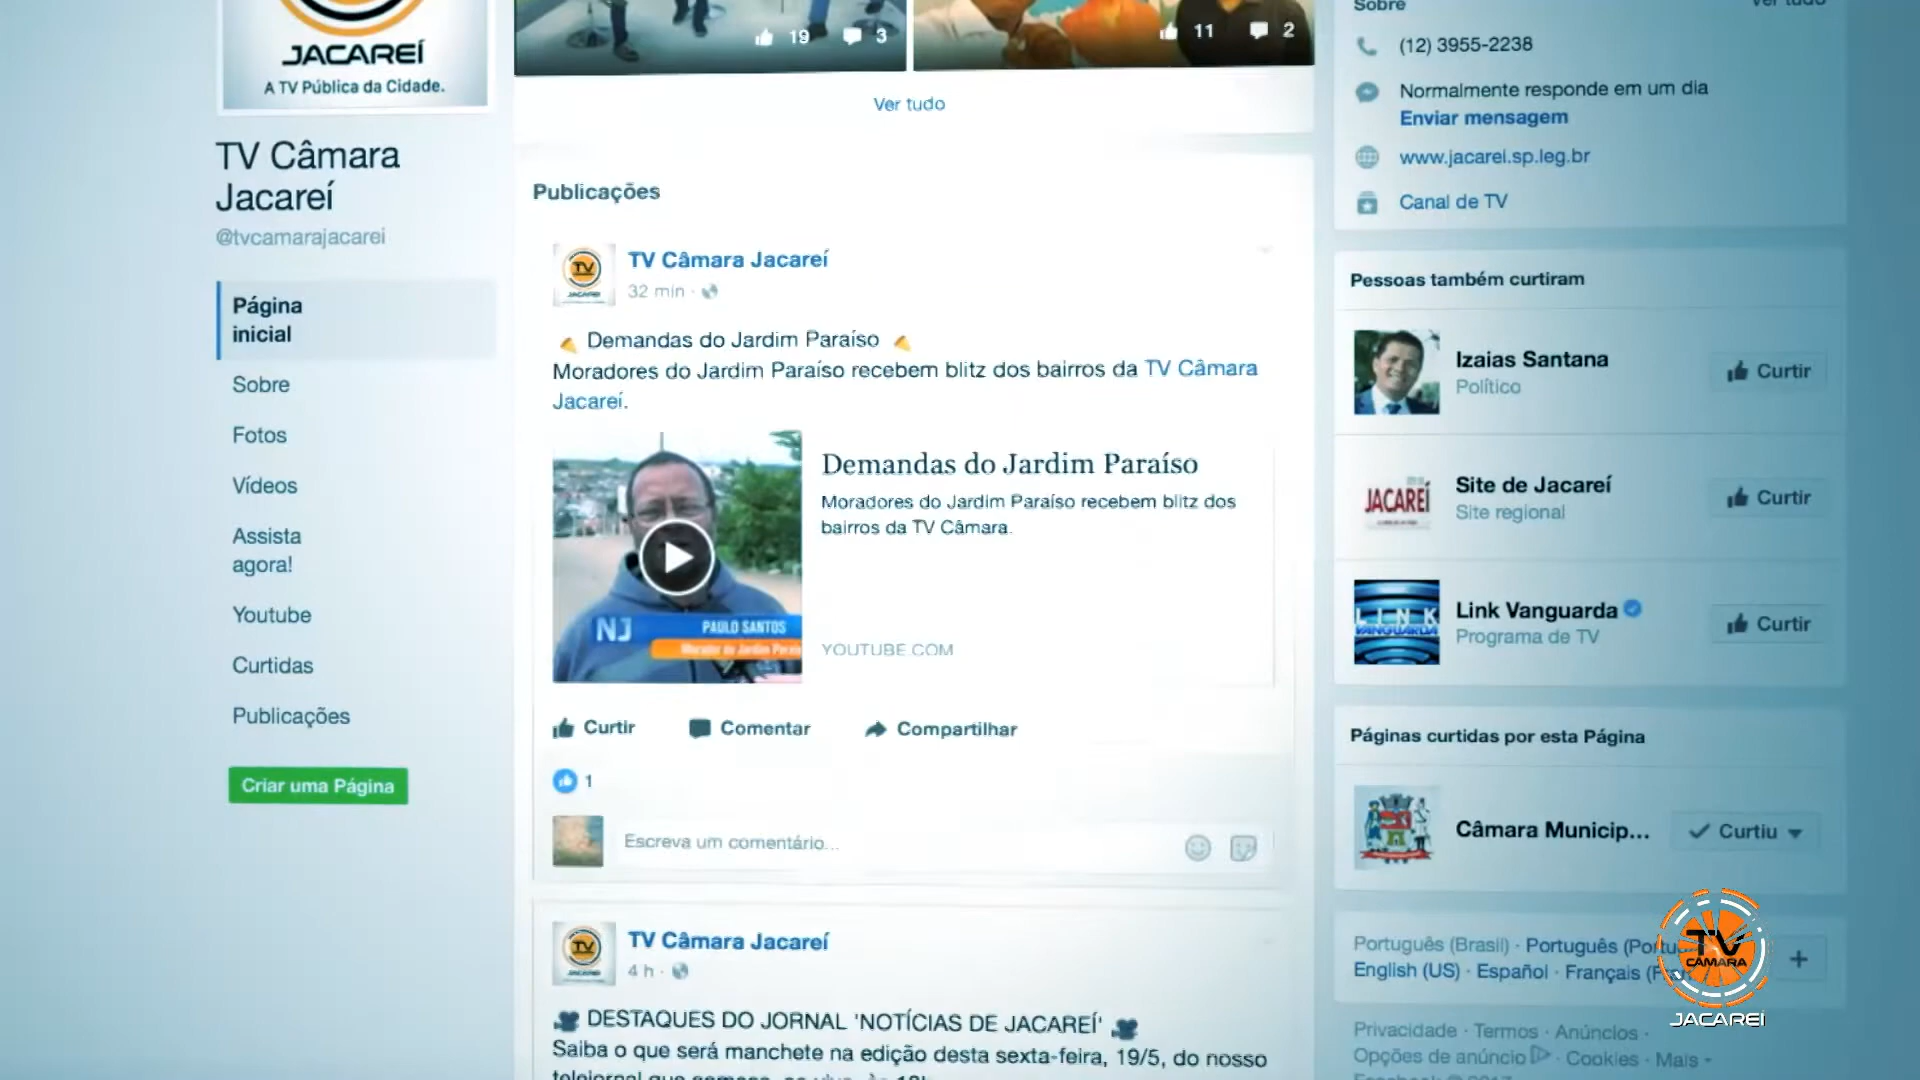 JACAREÍ
A TV Pública da Cidade.
TV Câmara
Jacareí
@tvcamarajacarei
Página
inicial
Sobre
Fotos
Vídeos
Assista
agora!
Youtube
Curtidas
Publicações
Criar uma Página
19 3
11 2
Ver tudo
Publicações
TV Câmara Jacareí
32 min ·
Demandas do Jardim Paraíso
Moradores do Jardim Paraíso recebem blitz dos bairros da TV Câmara
Jacareí.
NJ
PAULO SANTOS
Morador do Jardim
Demandas do Jardim Paraíso
Moradores do Jardim Paraíso recebem blitz dos
bairros da TV Câmara.
YOUTUBE.COM
Curtir Comentar Compartilhar
1
Escreva um comentário...
TV
JACAREÍ
TV Câmara Jacareí
4 h ·
DESTAQUES DO JORNAL 'NOTÍCIAS DE JACAREÍ'
Saiba o que será manchete na edição desta sexta-feira, 19/5, do nosso
Sobre Ver tudo
(12) 3955-2238
Normalmente responde em um dia
Enviar mensagem
www.jacarei.sp.leg.br
Canal de TV
Pessoas também curtiram
Izaias Santana
Político
Curtir
JACAREÍ
Site de Jacareí
Site regional
Curtir
LINK
VANGUARDA
Link Vanguarda
Programa de TV
Curtir
Páginas curtidas por esta Página
Câmara Municip...
Curtiu
Português (Brasil) · Português (Portu
English (US) · Español · Français (F
+
Privacidade · Termos · Anúncios ·
Opções de anúncio · Cookies · Mais
TV
CÂMARA
JACAREÍ